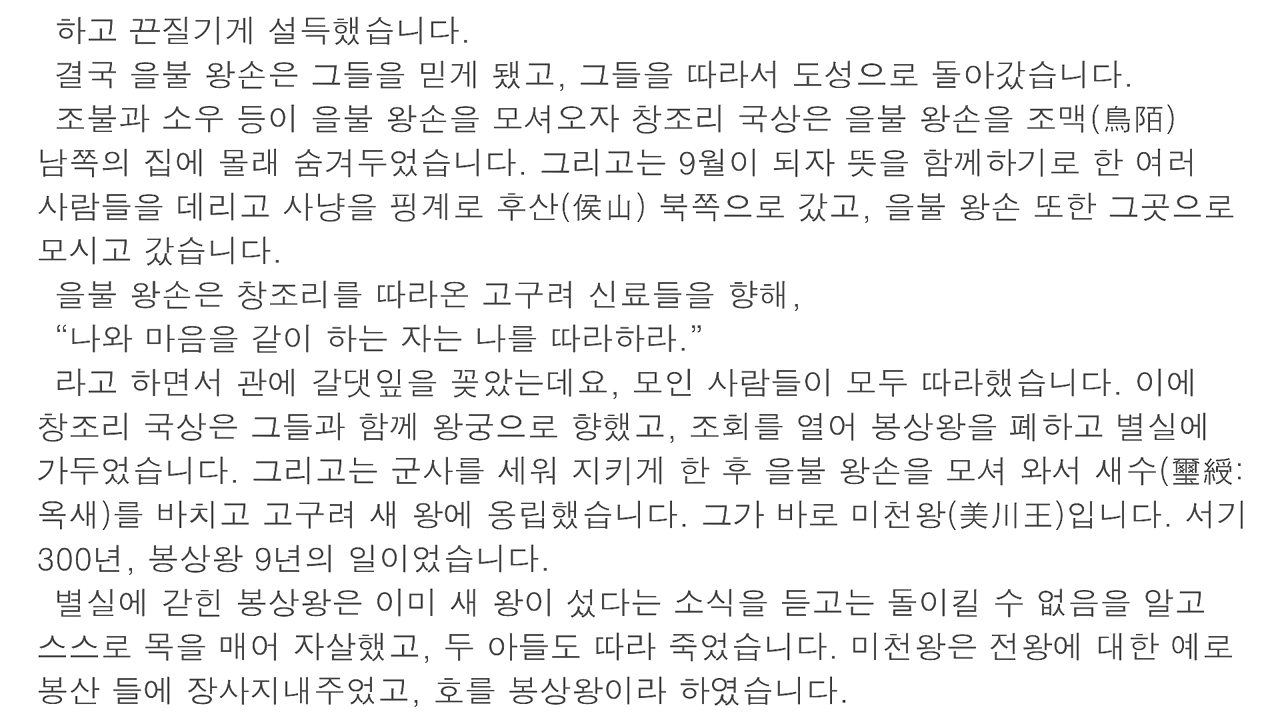 하고 끈질기게 설득했습니다.
결국 을불 왕손은 그들을 믿게 됐고, 그들을 따라서 도성으로 돌아갔습니다.
조불과 소우 등이 을불 왕손을 모셔오자 창조리 국상은 을불 왕손을 조맥(鳥陌)
남쪽의 집에 몰래 숨겨두었습니다. 그리고는 9월이 되자 뜻을 함께하기로 한 여러
사람들을 데리고 사냥을 핑계로 후산(侯山) 북쪽으로 갔고, 을불 왕손 또한 그곳으로
모시고 갔습니다.
을불 왕손은 창조리를 따라온 고구려 신료들을 향해,
“나와 마음을 같이 하는 자는 나를 따라하라.”
라고 하면서 관에 갈댓잎을 꽂았는데요, 모인 사람들이 모두 따라했습니다. 이에
창조리 국상은 그들과 함께 왕궁으로 향했고, 조회를 열어 봉상왕을 폐하고 별실에
가두었습니다. 그리고는 군사를 세워 지키게 한 후 을불 왕손을 모셔 와서 새수(璽綬:
옥새)를 바치고 고구려 새 왕에 옹립했습니다. 그가 바로 미천왕(美川王)입니다. 서기
300년, 봉상왕 9년의 일이었습니다.
별실에 갇힌 봉상왕은 이미 새 왕이 섰다는 소식을 듣고는 돌이킬 수 없음을 알고
스스로 목을 매어 자살했고, 두 아들도 따라 죽었습니다. 미천왕은 전왕에 대한 예로
봉산 들에 장사지내주었고, 호를 봉상왕이라 하였습니다.